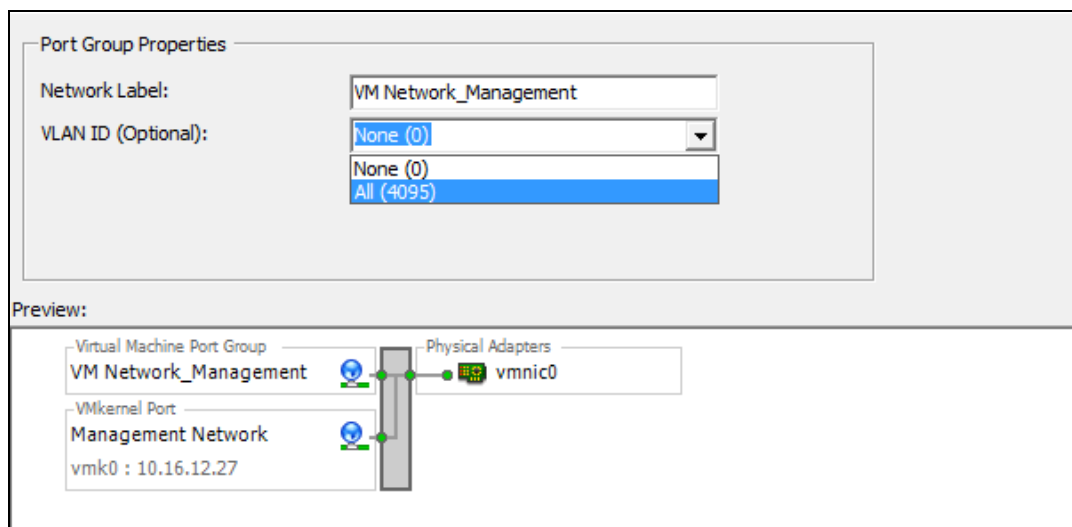 Port Group Properties
Network Label: VM Network_Management
VLAN ID (Optional): None (0)
None (0)
All (4095)
Preview:
Virtual Machine Port Group Physical Adapters
VM Network_Management vmnic0
VMkernel Port
Management Network
vmk0 : 10.16.12.27